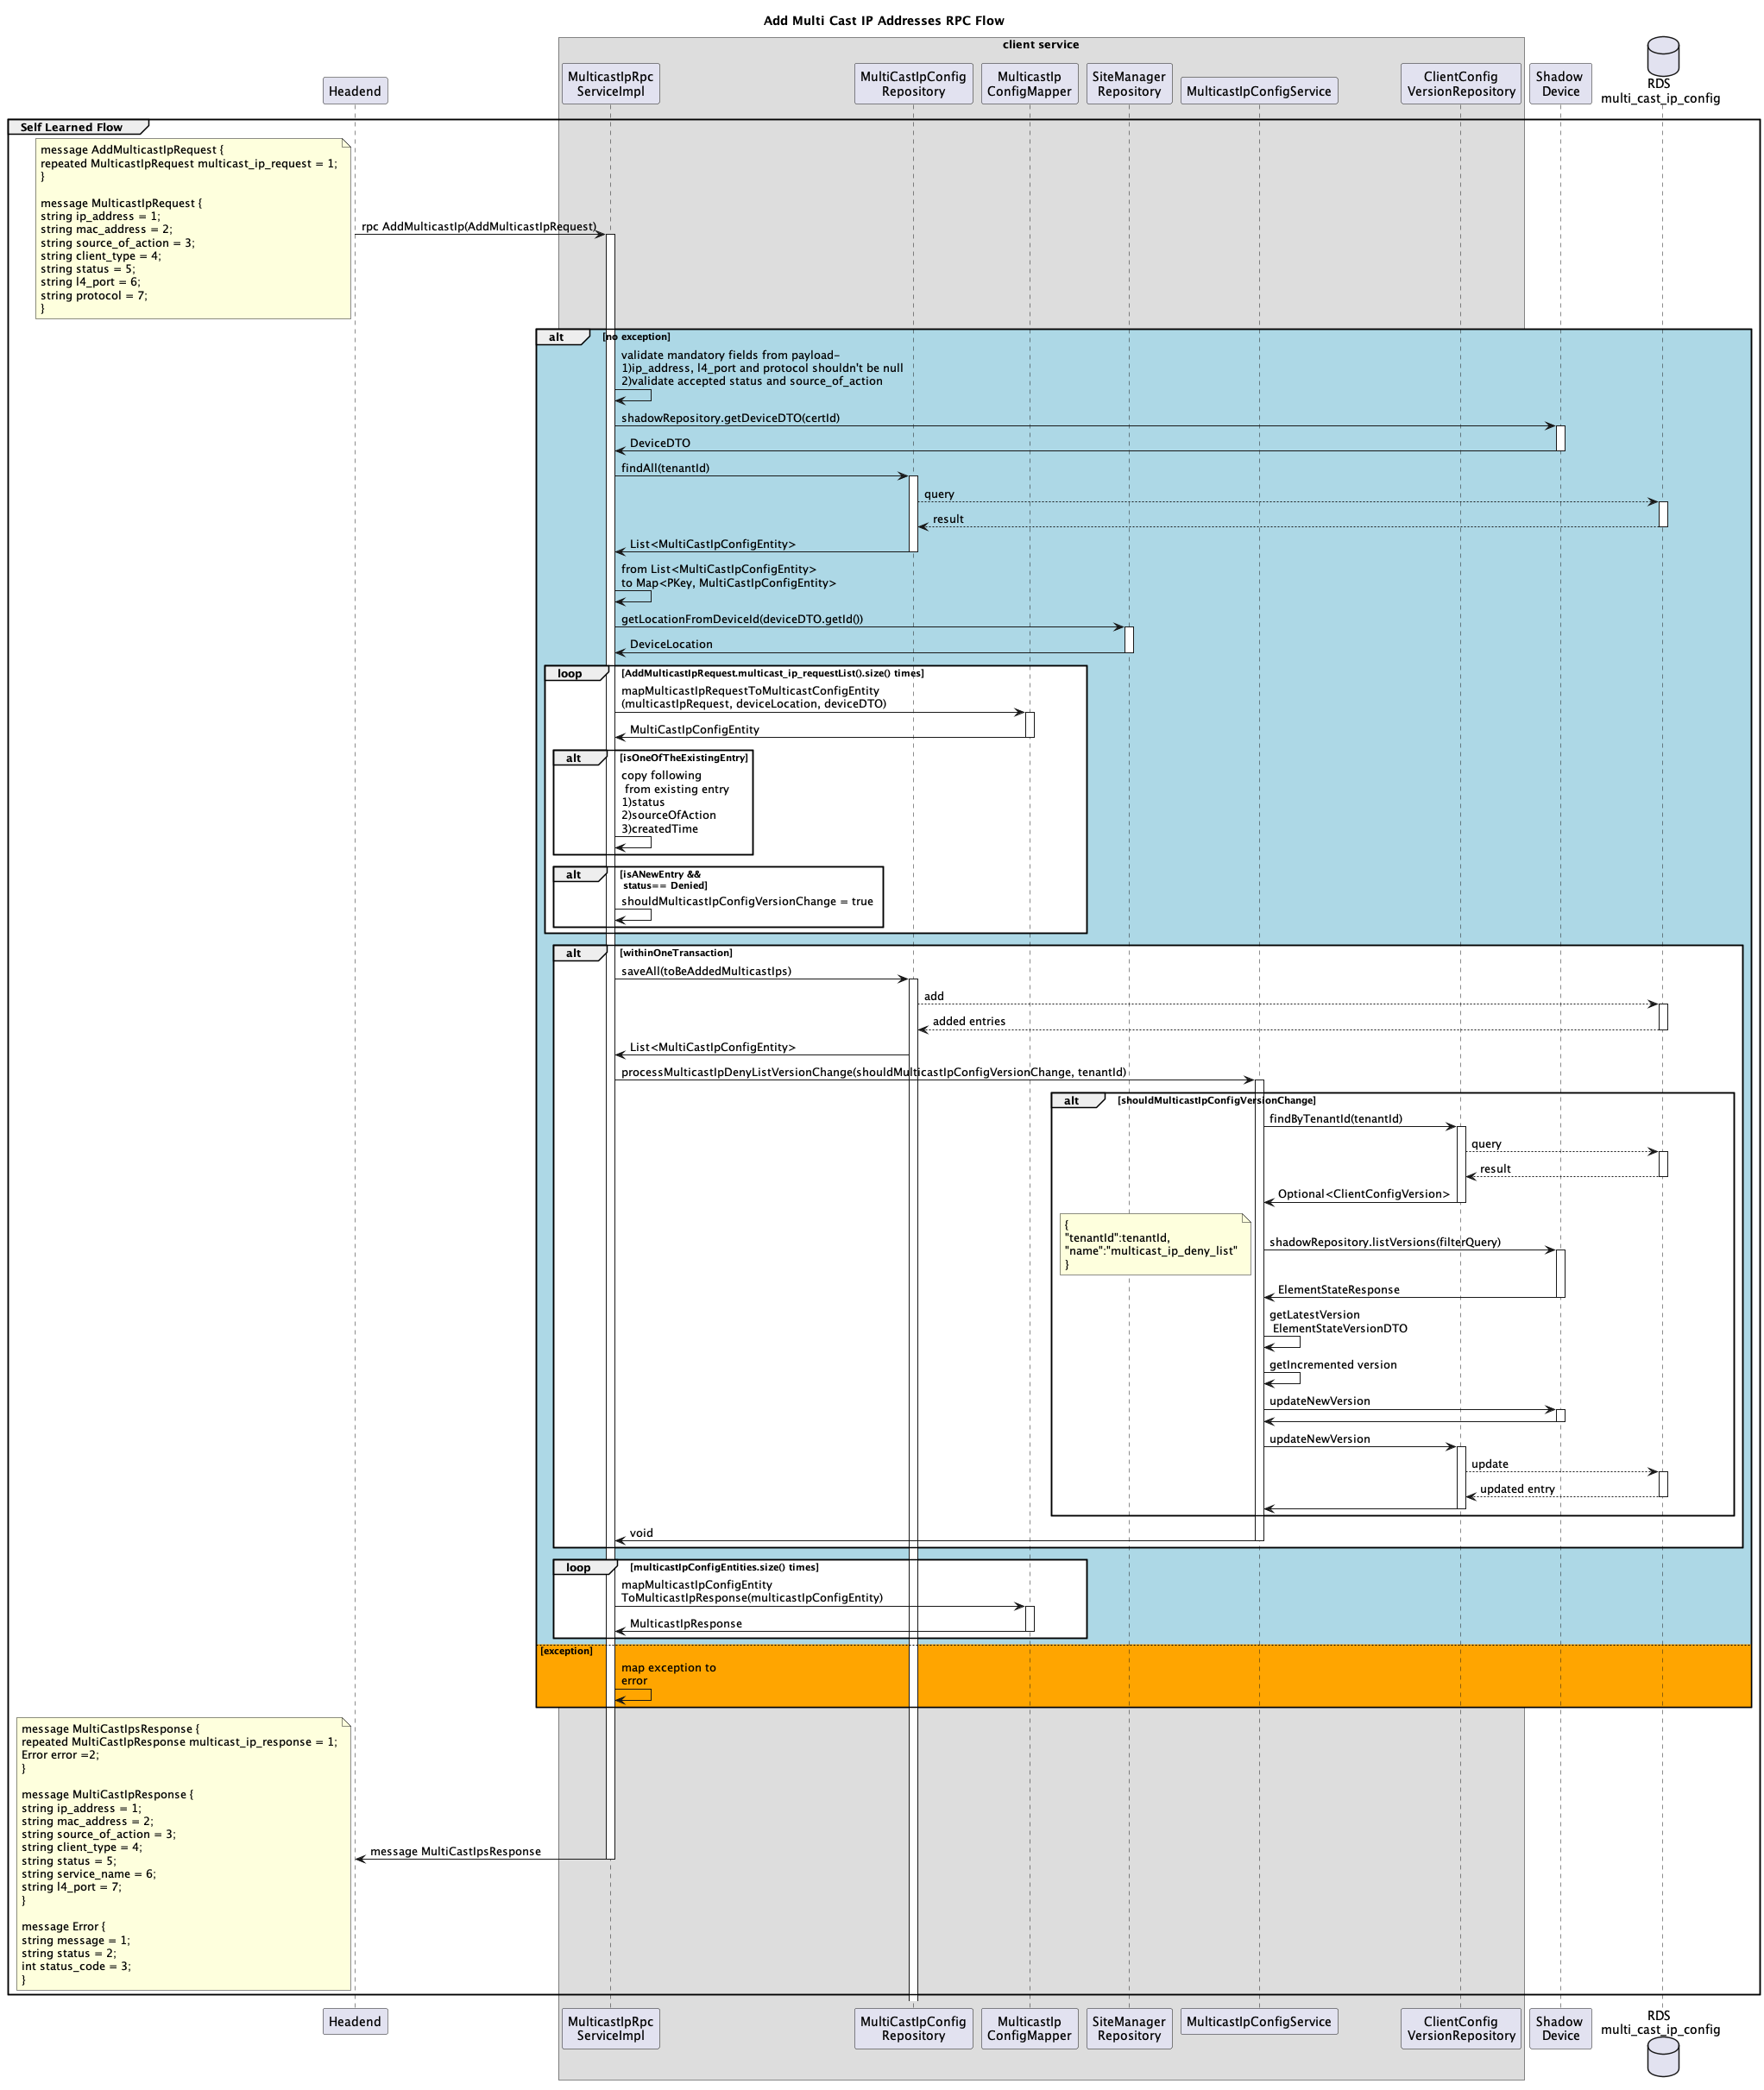 Add Multi Cast IP Addresses RPC Flow
client service
Headend
MulticastIpRpc
ServiceImpl
MultiCastIpConfig
Repository
MulticastIp
ConfigMapper
SiteManager
Repository
MulticastIpConfigService
ClientConfig
VersionRepository
Shadow
Device
RDS
multi_cast_ip_config
Self Learned Flow
message AddMulticastIpRequest {
repeated MulticastIpRequest multicast_ip_request = 1;
}
message MulticastIpRequest {
string ip_address = 1;
string mac_address = 2;
string source_of_action = 3;
string client_type = 4;
string status = 5;
string l4_port = 6;
string protocol = 7;
}
rpc AddMulticastIp(AddMulticastIpRequest)
alt
[no exception]
validate mandatory fields from payload-
1)ip_address, l4_port and protocol shouldn't be null
2)validate accepted status and source_of_action
shadowRepository.getDeviceDTO(certId)
DeviceDTO
findAll(tenantId)
query
result
List<MultiCastIpConfigEntity>
from List<MultiCastIpConfigEntity>
to Map<PKey, MultiCastIpConfigEntity>
getLocationFromDeviceId(deviceDTO.getId())
DeviceLocation
loop
[AddMulticastIpRequest.multicast_ip_requestList().size() times]
mapMulticastIpRequestToMulticastConfigEntity
(multicastIpRequest, deviceLocation, deviceDTO)
MultiCastIpConfigEntity
alt
[isOneOfTheExistingEntry]
copy following
from existing entry
1)status
2)sourceOfAction
3)createdTime
alt
[isANewEntry &&
status== Denied]
shouldMulticastIpConfigVersionChange = true
alt
[withinOneTransaction]
saveAll(toBeAddedMulticastIps)
add
added entries
List<MultiCastIpConfigEntity>
processMulticastIpDenyListVersionChange(shouldMulticastIpConfigVersionChange, tenantId)
alt
[shouldMulticastIpConfigVersionChange]
findByTenantId(tenantId)
query
result
Optional<ClientConfigVersion>
{
"tenantId":tenantId,
"name":"multicast_ip_deny_list"
}
shadowRepository.listVersions(filterQuery)
ElementStateResponse
getLatestVersion
ElementStateVersionDTO
getIncremented version
updateNewVersion
updateNewVersion
update
updated entry
void
loop
[multicastIpConfigEntities.size() times]
mapMulticastIpConfigEntity
ToMulticastIpResponse(multicastIpConfigEntity)
MulticastIpResponse
[exception]
map exception to
error
message MultiCastIpsResponse {
repeated MultiCastIpResponse multicast_ip_response = 1;
Error error =2;
}
message MultiCastIpResponse {
string ip_address = 1;
string mac_address = 2;
string source_of_action = 3;
string client_type = 4;
string status = 5;
string service_name = 6;
string l4_port = 7;
}
message Error {
string message = 1;
string status = 2;
int status_code = 3;
}
message MultiCastIpsResponse
Headend
MulticastIpRpc
ServiceImpl
MultiCastIpConfig
Repository
MulticastIp
ConfigMapper
SiteManager
Repository
MulticastIpConfigService
ClientConfig
VersionRepository
Shadow
Device
RDS
multi_cast_ip_config